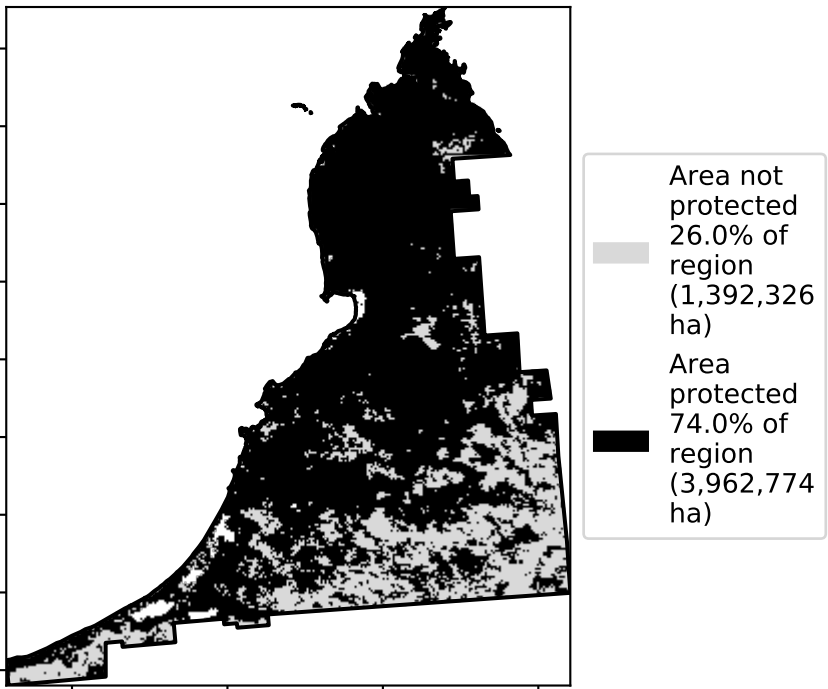 Area not
protected
26.0% of
region
(1,392,326
ha)
Area
protected
74.0% of
region
(3,962,774
ha)